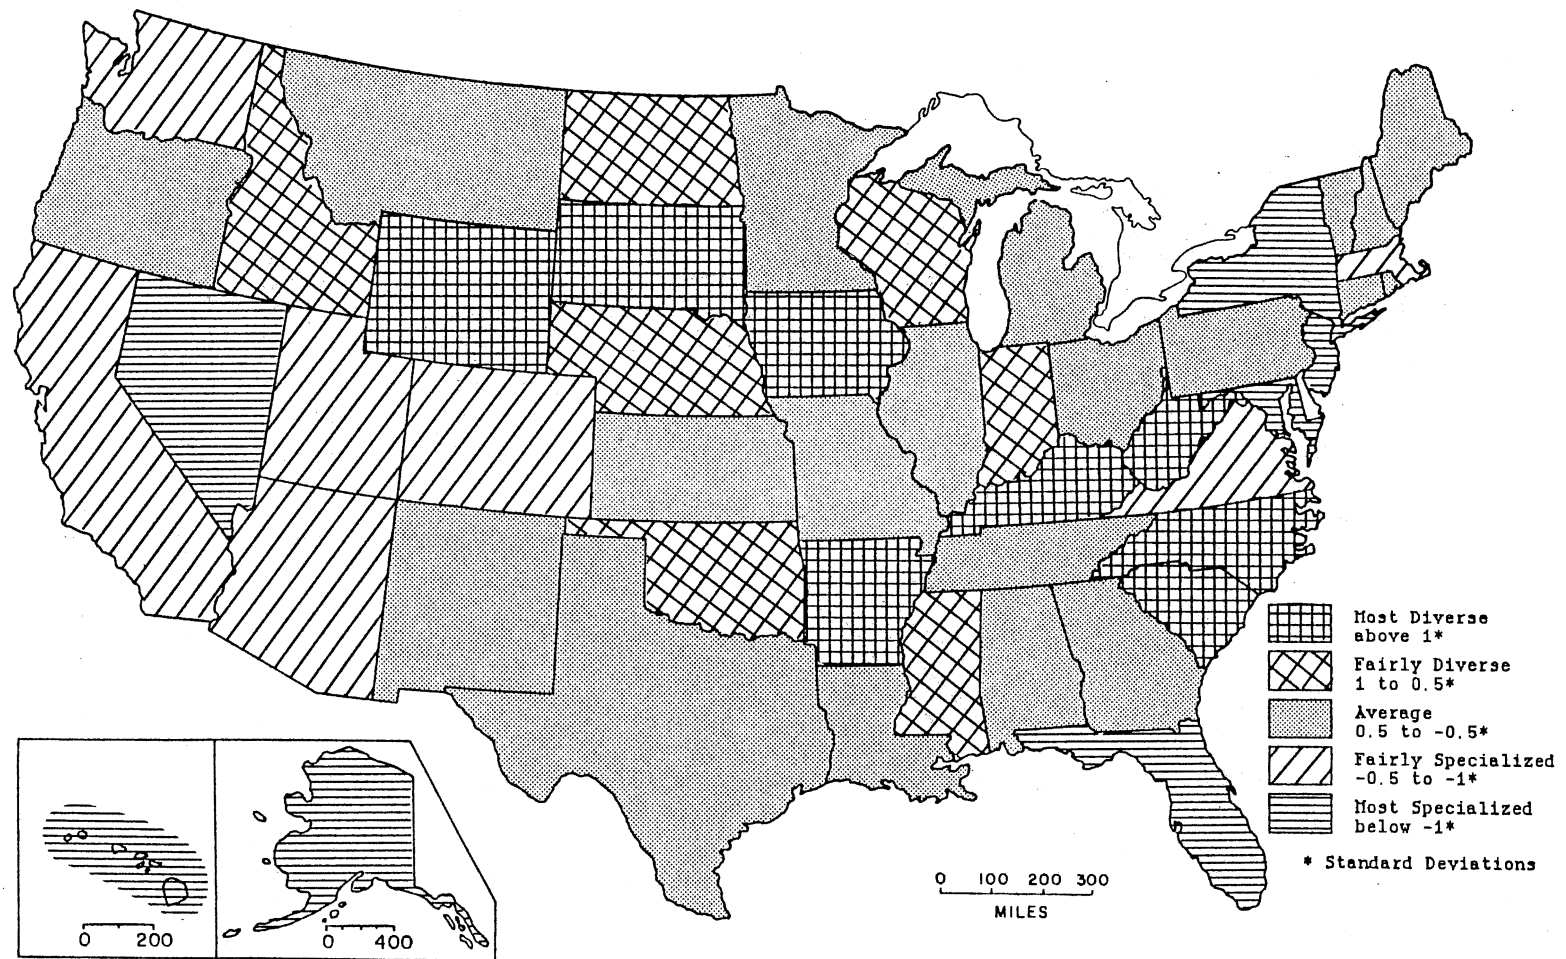 Most Diverse
above 1*
Fairly Diverse
1 to 0.5*
Average
0.5 to -0.5*
Fairly Specialized
-0.5 to -1*
Most Specialized
below -1*
* Standard Deviations
0 100 200 300
MILES
0 200
0 400